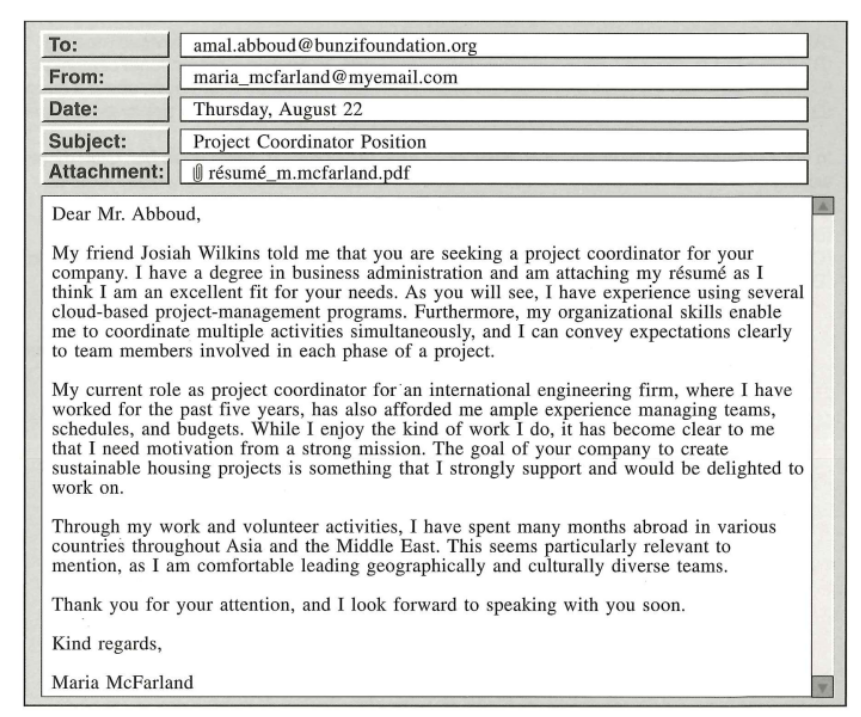 To: amal.abboud@bunzifoundation.org
From: maria_mcfarland@myemail.com
Date: Thursday, August 22
Subject: Project Coordinator Position
Attachment: résumé_m.mcfarland.pdf
Dear Mr. Abboud,
My friend Josiah Wilkins told me that you are seeking a project coordinator for your
company. I have a degree in business administration and am attaching my résumé as I
think I am an excellent fit for your needs. As you will see, I have experience using several
cloud-based project-management programs. Furthermore, my organizational skills enable
me to coordinate multiple activities simultaneously, and I can convey expectations clearly
to team members involved in each phase of a project.
My current role as project coordinator for an international engineering firm, where I have
worked for the past five years, has also afforded me ample experience managing teams,
schedules, and budgets. While I enjoy the kind of work I do, it has become clear to me
that I need motivation from a strong mission. The goal of your company to create
sustainable housing projects is something that I strongly support and would be delighted to
work on.
Through my work and volunteer activities, I have spent many months abroad in various
countries throughout Asia and the Middle East. This seems particularly relevant to
mention, as I am comfortable leading geographically and culturally diverse teams.
Thank you for your attention, and I look forward to speaking with you soon.
Kind regards,
Maria McFarland